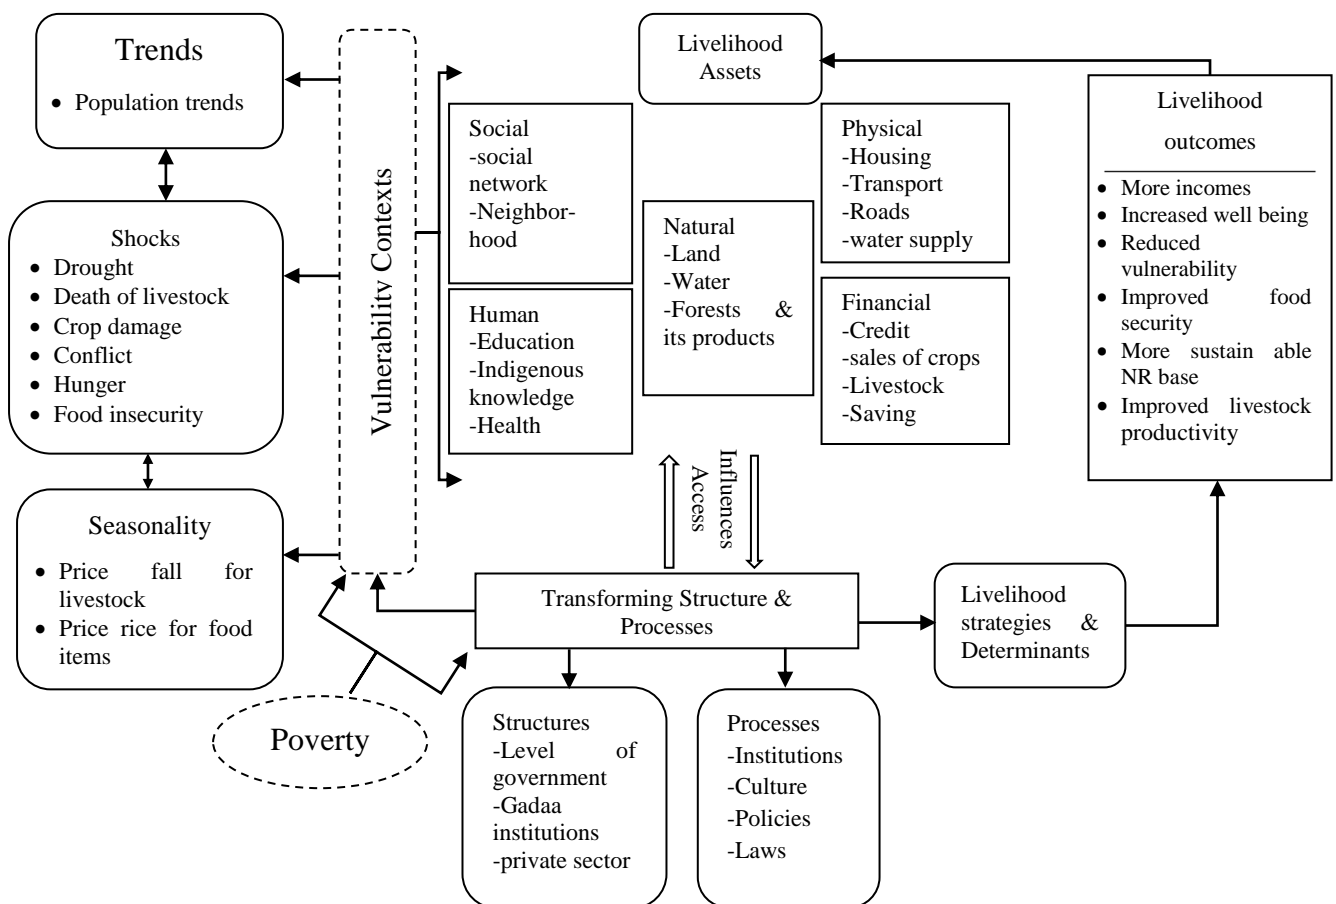 Trends
• Population trends
Shocks
• Drought
• Death of livestock
• Crop damage
• Conflict
• Hunger
• Food insecurity
Seasonality
• Price fall for
livestock
• Price rice for food
items
Vulnerability Contexts
Poverty
Livelihood
Assets
Social
-social
network
-Neighbor-
hood
Human
-Education
-Indigenous
knowledge
-Health
Natural
-Land
-Water
-Forests &
its products
Physical
-Housing
-Transport
-Roads
-water supply
Financial
-Credit
-sales of crops
-Livestock
-Saving
Influences
Access
Transforming Structure &
Processes
Structures
-Level of
government
-Gadaa
institutions
-private sector
Processes
-Institutions
-Culture
-Policies
-Laws
Livelihood
strategies &
Determinants
Livelihood
outcomes
• More incomes
• Increased well being
• Reduced
vulnerability
• Improved food
security
• More sustain able
NR base
• Improved livestock
productivity